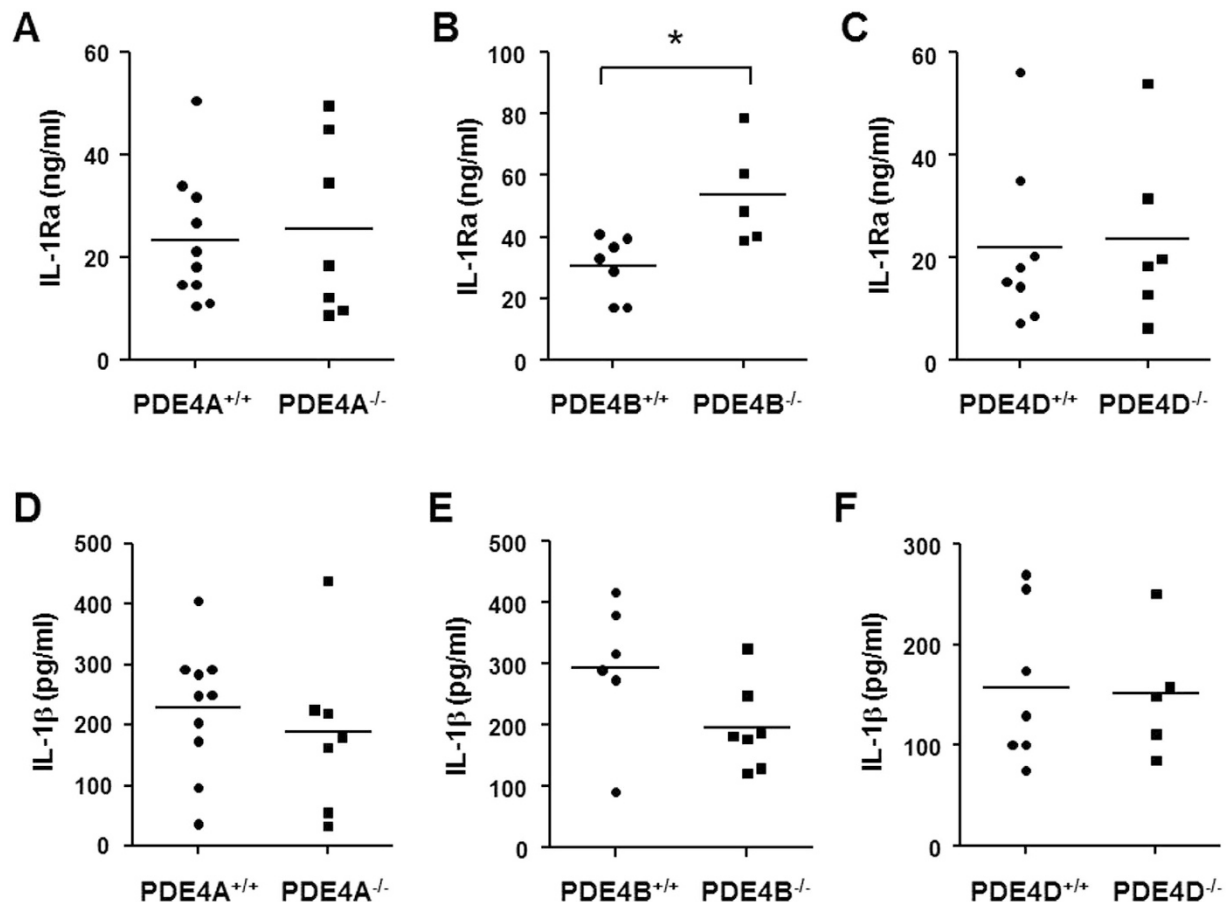 A
IL-1Ra (ng/ml)
60
40
20
0
PDE4A+/+ PDE4A-/-
B
IL-1Ra (ng/ml)
100
80
60
40
20
0
*
PDE4B+/+ PDE4B-/-
C
IL-1Ra (ng/ml)
60
40
20
0
PDE4D+/+ PDE4D-/-
D
IL-1β (pg/ml)
500
400
300
200
100
0
PDE4A+/+ PDE4A-/-
E
IL-1β (pg/ml)
500
400
300
200
100
0
PDE4B+/+ PDE4B-/-
F
IL-1β (pg/ml)
300
200
100
0
PDE4D+/+ PDE4D-/-